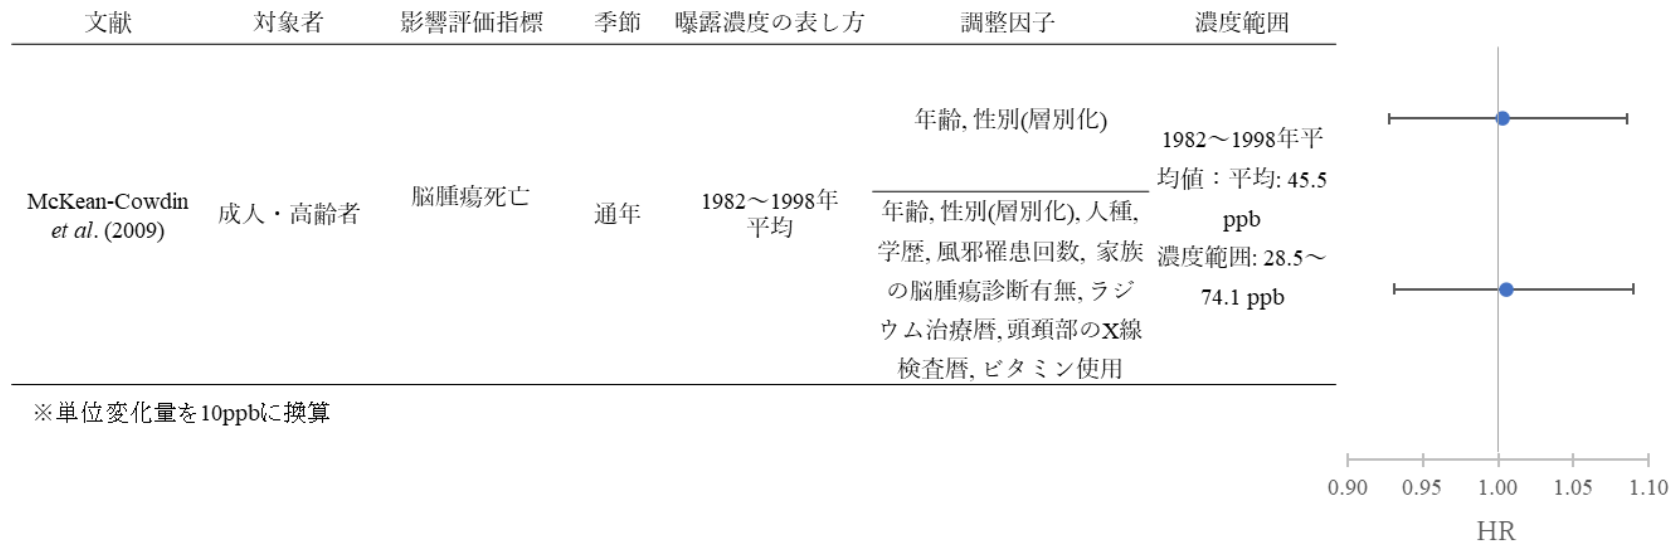 文献 対象者 影響評価指標 季節 曝露濃度の表し方 調整因子 濃度範囲
McKean-Cowdin
et al. (2009)
成人・高齢者
脳腫瘍死亡
通年
1982～1998年
平均
年齢, 性別(層別化)
年齢, 性別(層別化), 人種,
学歴, 風邪罹患回数, 家族
の脳腫瘍診断有無, ラジ
ウム治療暦, 頭頚部のX線
検査暦, ビタミン使用
1982～1998年平
均値：平均: 45.5
ppb
濃度範囲: 28.5～
74.1 ppb
※単位変化量を10ppbに換算
0.90 0.95 1.00 1.05 1.10
HR